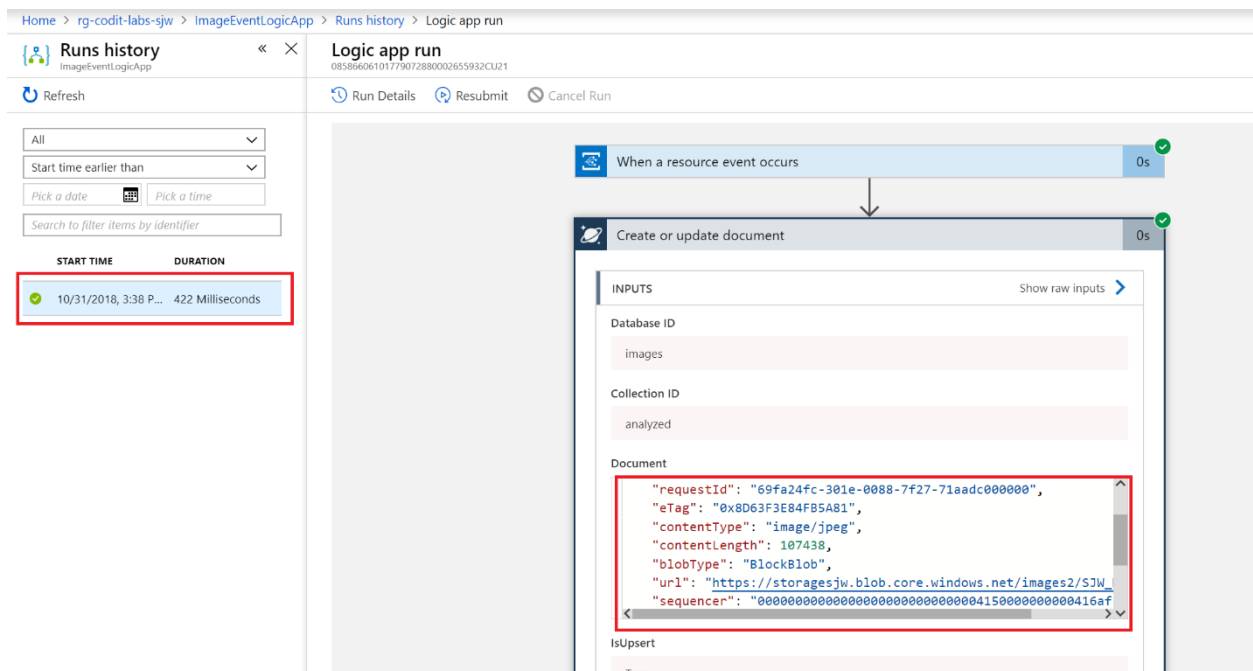 Home > rg-codit-labs-sjw > ImageEventLogicApp > Runs history > Logic app run
Runs history
ImageEventLogicApp
Refresh
All
Start time earlier than
Pick a date
Pick a time
Search to filter items by identifier
START TIME DURATION
10/31/2018, 3:38 P... 422 Milliseconds
Logic app run
Run Details Resubmit Cancel Run
When a resource event occurs 0s
Create or update document 0s
INPUTS Show raw inputs
Database ID
images
Collection ID
analyzed
Document
"requestId": "69fa24fc-301e-0088-7f27-71aadc000000",
"eTag": "0x8D63F3E84FB5A81",
"contentType": "image/jpeg",
"contentLength": 107438,
"blobType": "BlockBlob",
"url": "https://storagesjw.blob.core.windows.net/images2/SJW_
"sequencer":
IsUpsert